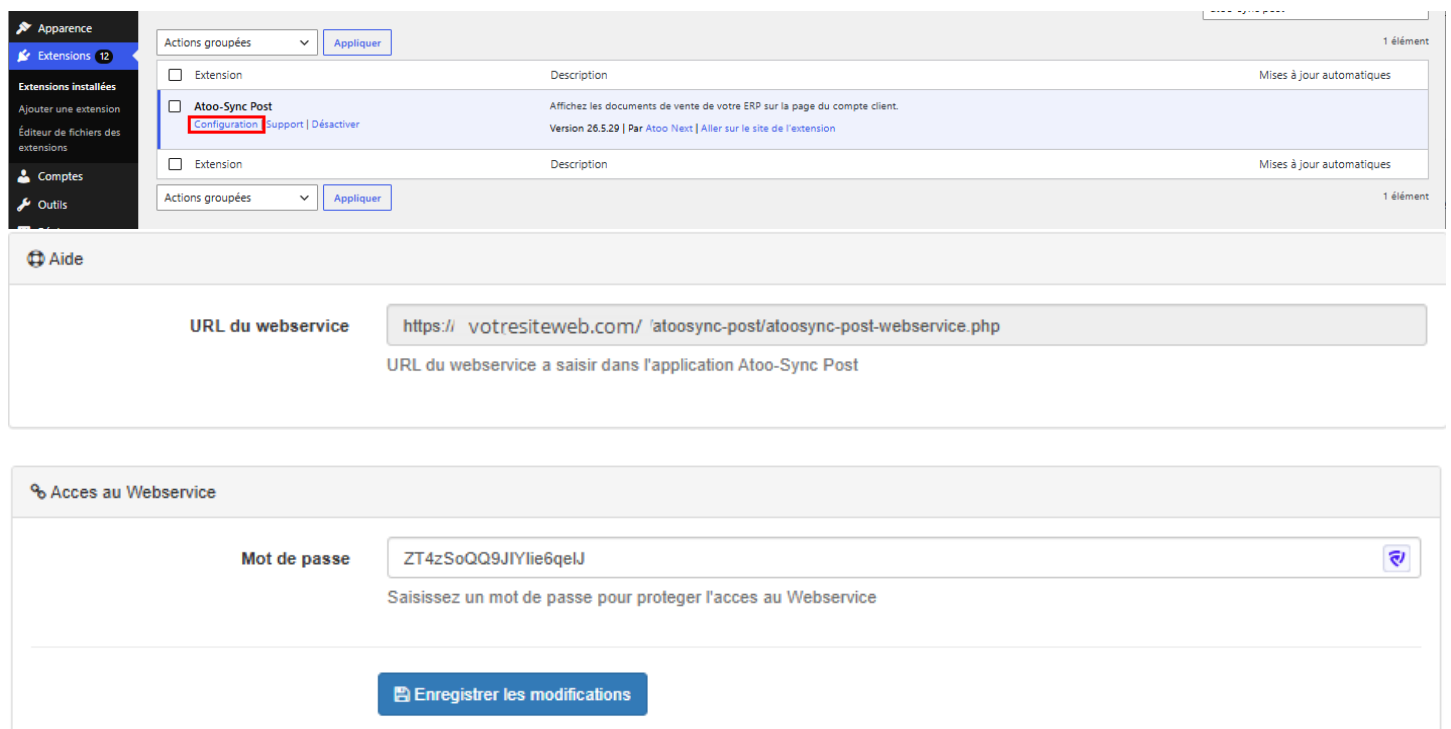 Apparence
Actions groupées Appliquer 1 élément
Extensions 12
Extension Description Mises à jour automatiques
Extensions installées
Atoo-Sync Post Affichez les documents de vente de votre ERP sur la page du compte client.
Ajouter une extension
Configuration | Support | Désactiver Version 26.5.29 | Par Atoo Next | Aller sur le site de l'extension
Éditeur de fichiers des
extensions
Extension Description Mises à jour automatiques
Comptes
Actions groupées Appliquer 1 élément
Outils
Aide
URL du webservice https:// votresiteweb.com/ /atoosync-post/atoosync-post-webservice.php
URL du webservice a saisir dans l'application Atoo-Sync Post
Acces au Webservice
Mot de passe ZT4zSoQQ9JIYlie6qelJ
Saisissez un mot de passe pour proteger l'acces au Webservice
Enregistrer les modifications